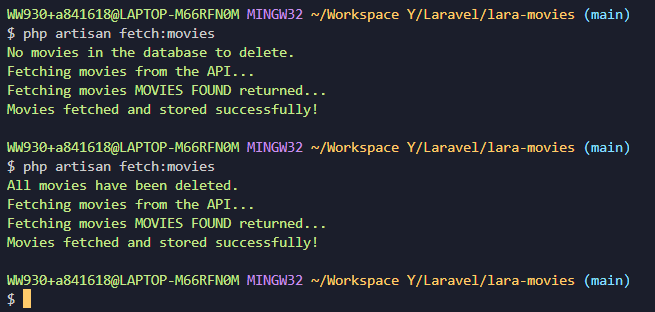 WW930+a841618@LAPTOP-M66RFN0M MINGW32 ~/Workspace Y/Laravel/lara-movies (main)
$ php artisan fetch:movies
No movies in the database to delete.
Fetching movies from the API...
Fetching movies MOVIES FOUND returned...
Movies fetched and stored successfully!
WW930+a841618@LAPTOP-M66RFN0M MINGW32 ~/Workspace Y/Laravel/lara-movies (main)
$ php artisan fetch:movies
All movies have been deleted.
Fetching movies from the API...
Fetching movies MOVIES FOUND returned...
Movies fetched and stored successfully!
WW930+a841618@LAPTOP-M66RFN0M MINGW32 ~/Workspace Y/Laravel/lara-movies (main)
$